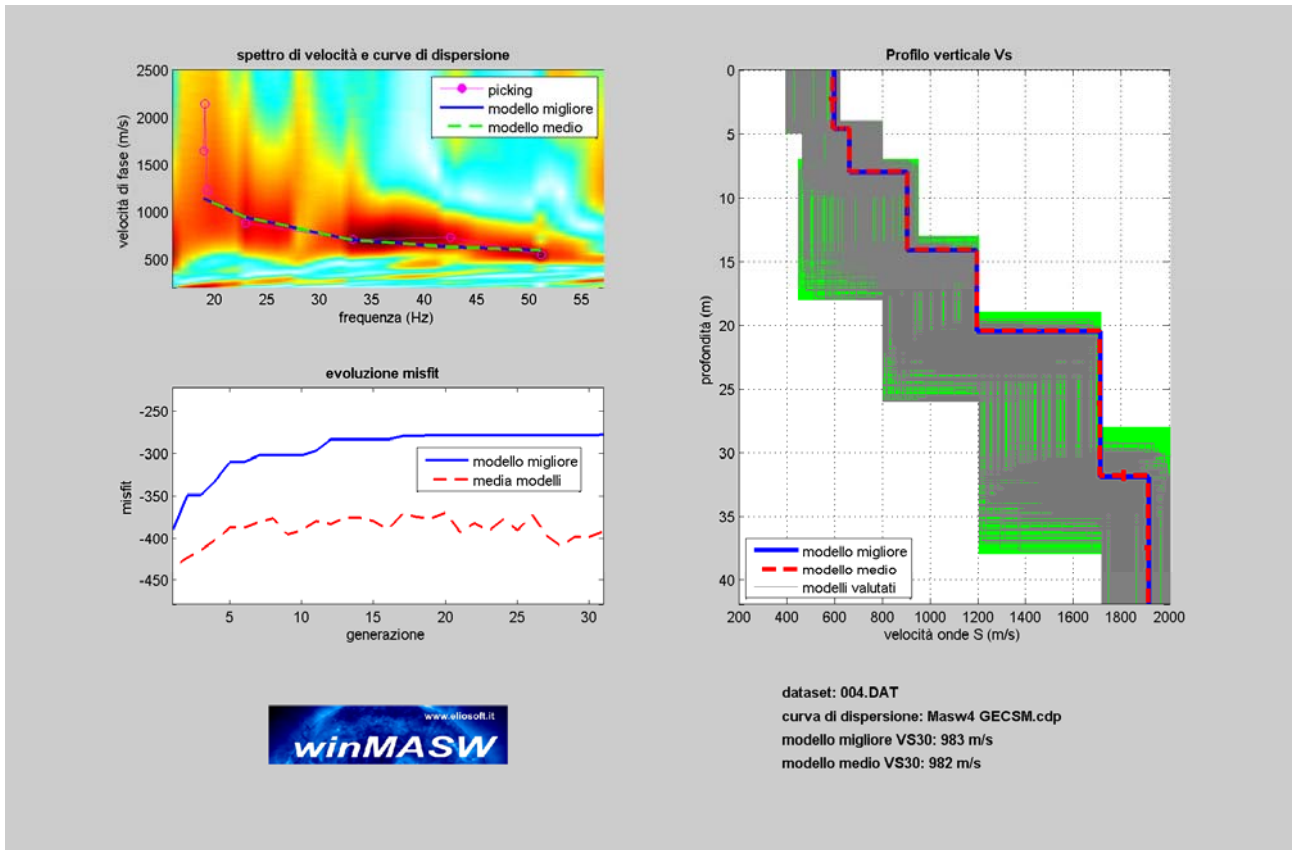 spettro di velocità e curve di dispersione
2500
2000
1500
1000
500
velocità di fase (m/s)
picking
modello migliore
modello medio
20 25 30 35 40 45 50 55
frequenza (Hz)
evoluzione misfit
-250
-300
-350
-400
-450
misfit
modello migliore
media modelli
5 10 15 20 25 30
generazione
www.eliosoft.it
winMASW
Profilo verticale Vs
0
5
10
15
20
25
30
35
40
profondità (m)
modello migliore
modello medio
modelli valutati
200 400 600 800 1000 1200 1400 1600 1800 2000
velocità onde S (m/s)
dataset: 004.DAT
curva di dispersione: Masw4 GECSM.cdp
modello migliore VS30: 983 m/s
modello medio VS30: 982 m/s